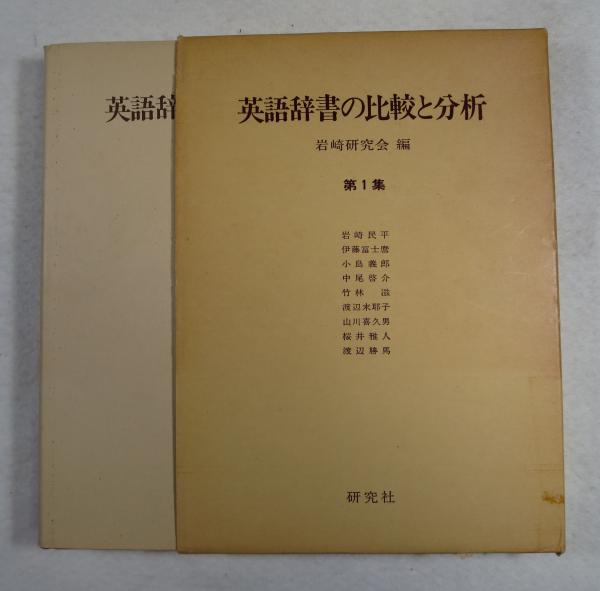 英語辞
英語辞書の比較と分析
岩崎研究会 編
第1集
岩崎民平
伊藤冨士麿
小島義郎
中尾啓介
竹林 滋
渡辺末耶子
山川喜久男
桜井雅人
渡辺勝馬
研究社